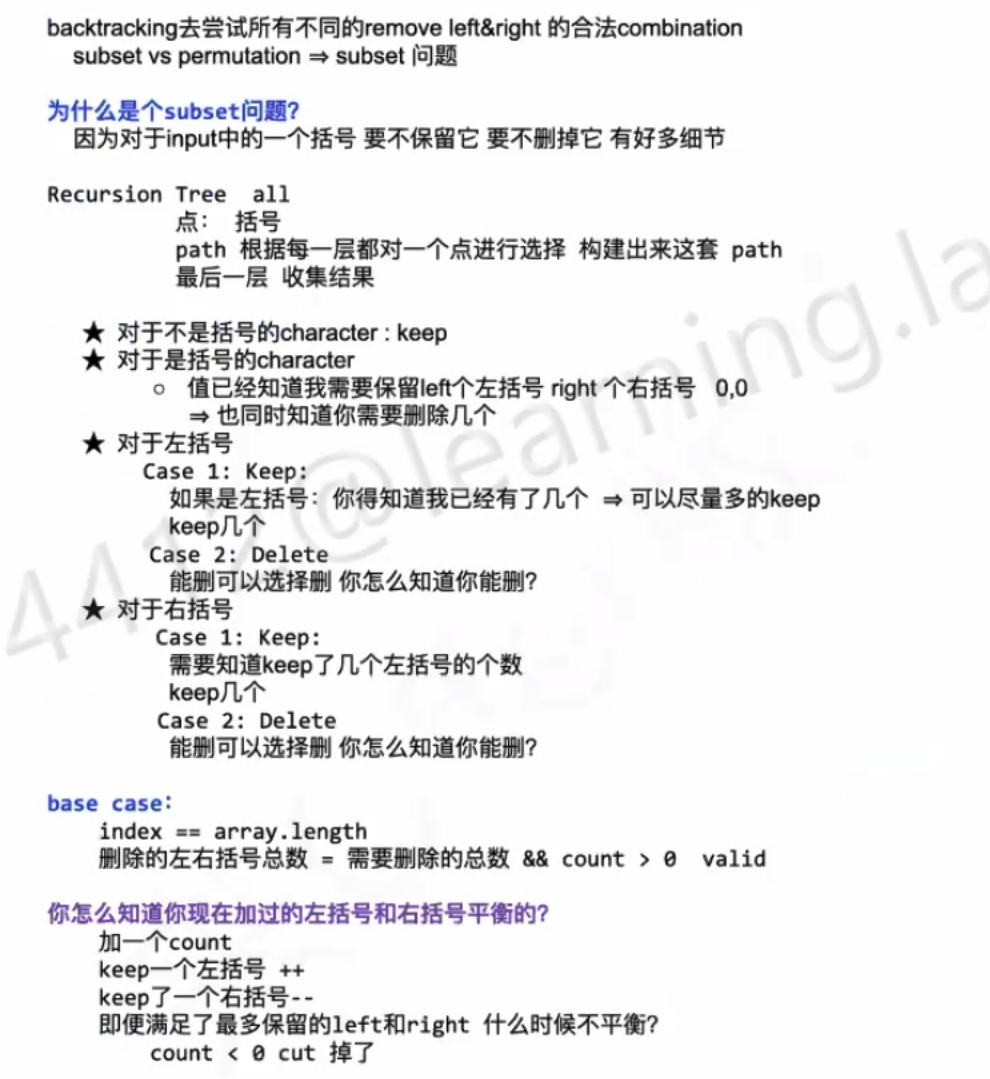 backtracking去尝试所有不同的remove left&right 的合法combination
subset vs permutation ⇒ subset 问题
为什么是个subset问题?
因为对于input中的一个括号 要不保留它 要不删掉它 有好多细节
Recursion Tree all
点: 括号
path 根据每一层都对一个点进行选择 构建出来这套 path
最后一层 收集结果
★ 对于不是括号的character : keep
★ 对于是括号的character
○ 值已经知道我需要保留left个左括号 right 个右括号 0,0
⇒ 也同时知道你需要删除几个
★ 对于左括号
Case 1: Keep:
如果是左括号: 你得知道我已经有了几个 ⇒ 可以尽量多的keep
keep几个
Case 2: Delete
能删可以选择删 你怎么知道你能删?
★ 对于右括号
Case 1: Keep:
需要知道keep了几个左括号的个数
keep几个
Case 2: Delete
能删可以选择删 你怎么知道你能删?
base case:
index == array.length
删除的左右括号总数 = 需要删除的总数 && count > 0 valid
你怎么知道你现在加过的左括号和右括号平衡的?
加一个count
keep一个左括号 ++
keep了一个右括号--
即便满足了最多保留的left和right 什么时候不平衡?
count < 0 cut 掉了
4412@learning.la